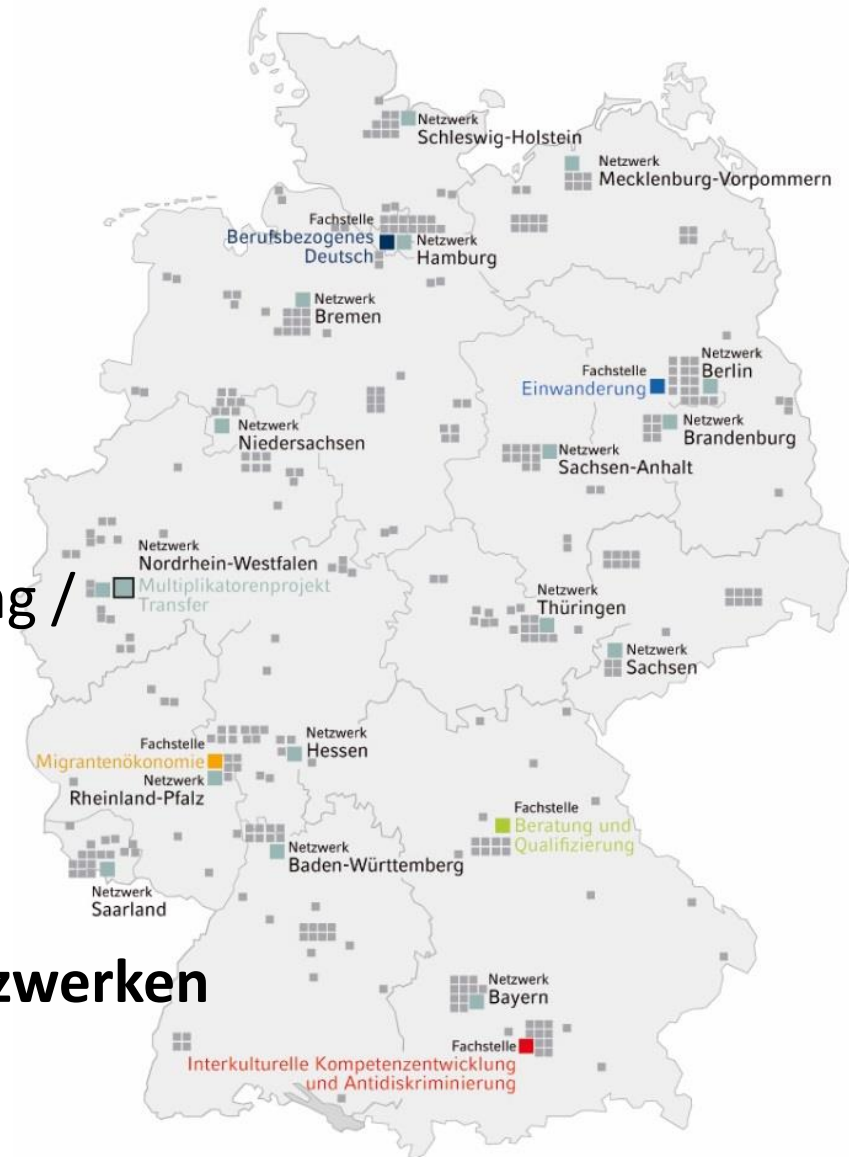 Netzwerk
Schleswig-Holstein
Netzwerk
Mecklenburg-Vorpommern
Fachstelle
Berufsbezogenes
Deutsch
Netzwerk
Hamburg
Netzwerk
Bremen
Netzwerk
Berlin
Fachstelle
Einwanderung
Netzwerk
Brandenburg
Netzwerk
Niedersachsen
Netzwerk
Sachsen-Anhalt
Netzwerk
Nordrhein-Westfalen
Multiplikatorenprojekt
Transfer
ng /
Netzwerk
Thüringen
Netzwerk
Sachsen
Netzwerk
Hessen
Fachstelle
Migrantenökonomie
Netzwerk
Rheinland-Pfalz
Fachstelle
Beratung und
Qualifizierung
Netzwerk
Baden-Württemberg
Netzwerk
Saarland
zwerken
Netzwerk
Bayern
Fachstelle
Interkulturelle Kompetenzentwicklung
und Antidiskriminierung